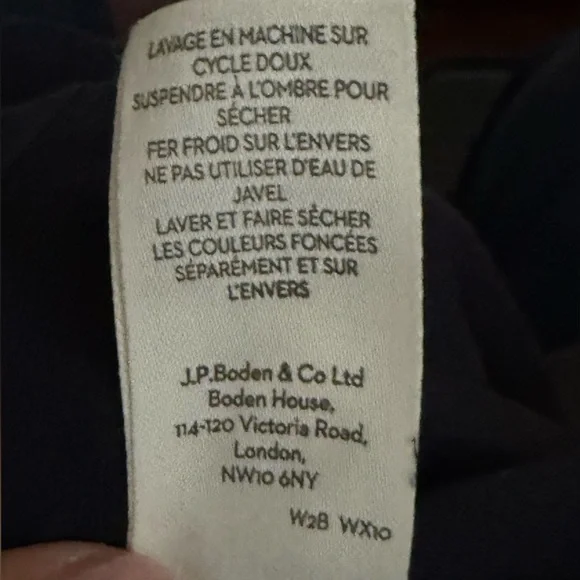 LAVAGE EN MACHINE SUR
CYCLE DOUX
SUSPENDRE À L'OMBRE POUR
SÉCHER
FER FROID SUR L'ENVERS
NE PAS UTILISER D'EAU DE
JAVEL
LAVER ET FAIRE SÉCHER
LES COULEURS FONCÉES
SÉPARÉMENT ET SUR
L'ENVERS
J.P.Boden & Co Ltd
Boden House,
114-120 Victoria Road,
London,
NW10 6NY
W28 WX10